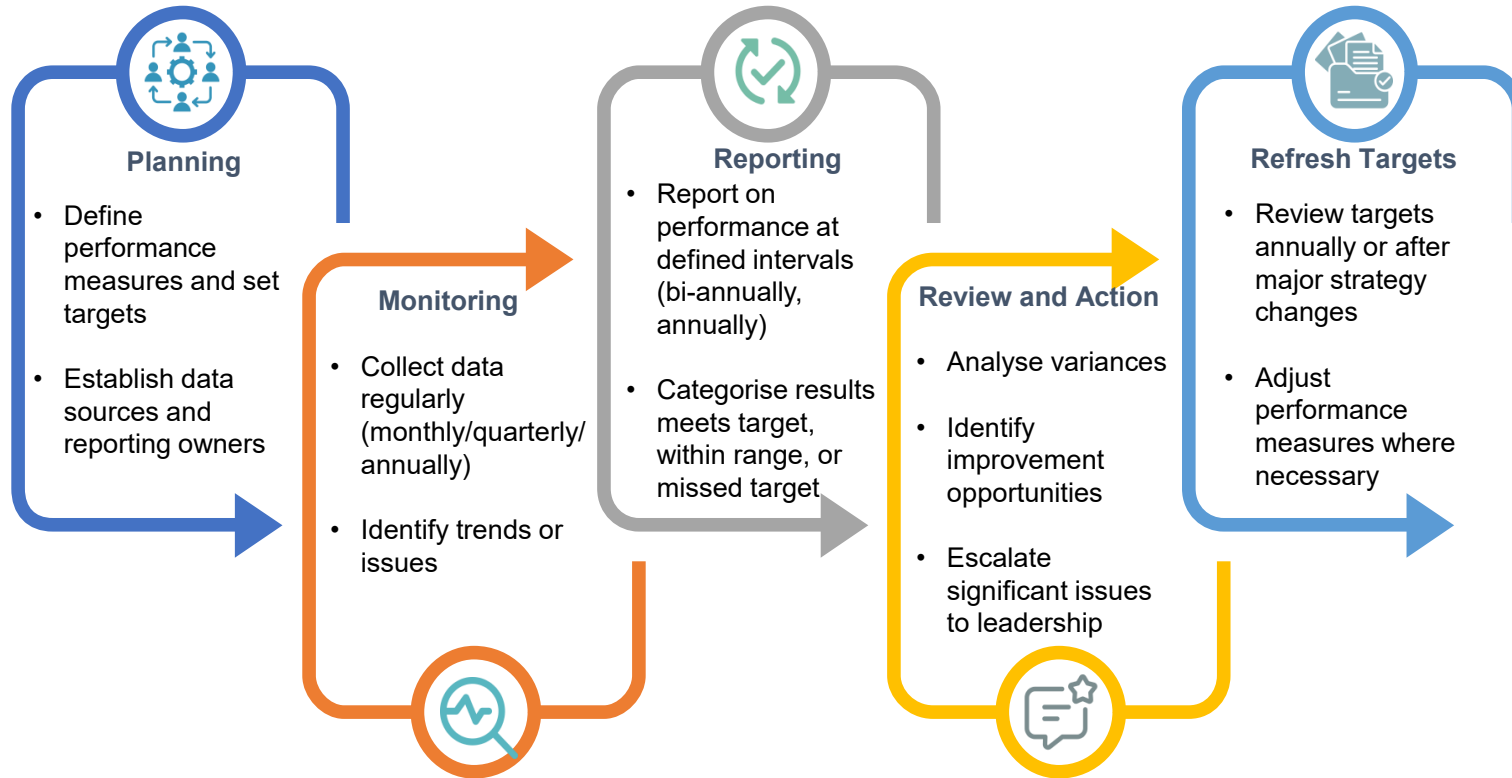 Planning
• Define
performance
measures and set
targets
• Establish data
sources and
reporting owners
Monitoring
• Collect data
regularly
(monthly/quarterly/
annually)
• Identify trends or
issues
Reporting
• Report on
performance at
defined intervals
(bi-annually,
annually)
• Categorise results
meets target,
within range, or
missed target
Review and Action
• Analyse variances
• Identify
improvement
opportunities
• Escalate
significant issues
to leadership
Refresh Targets
• Review targets
annually or after
major strategy
changes
• Adjust
performance
measures where
necessary